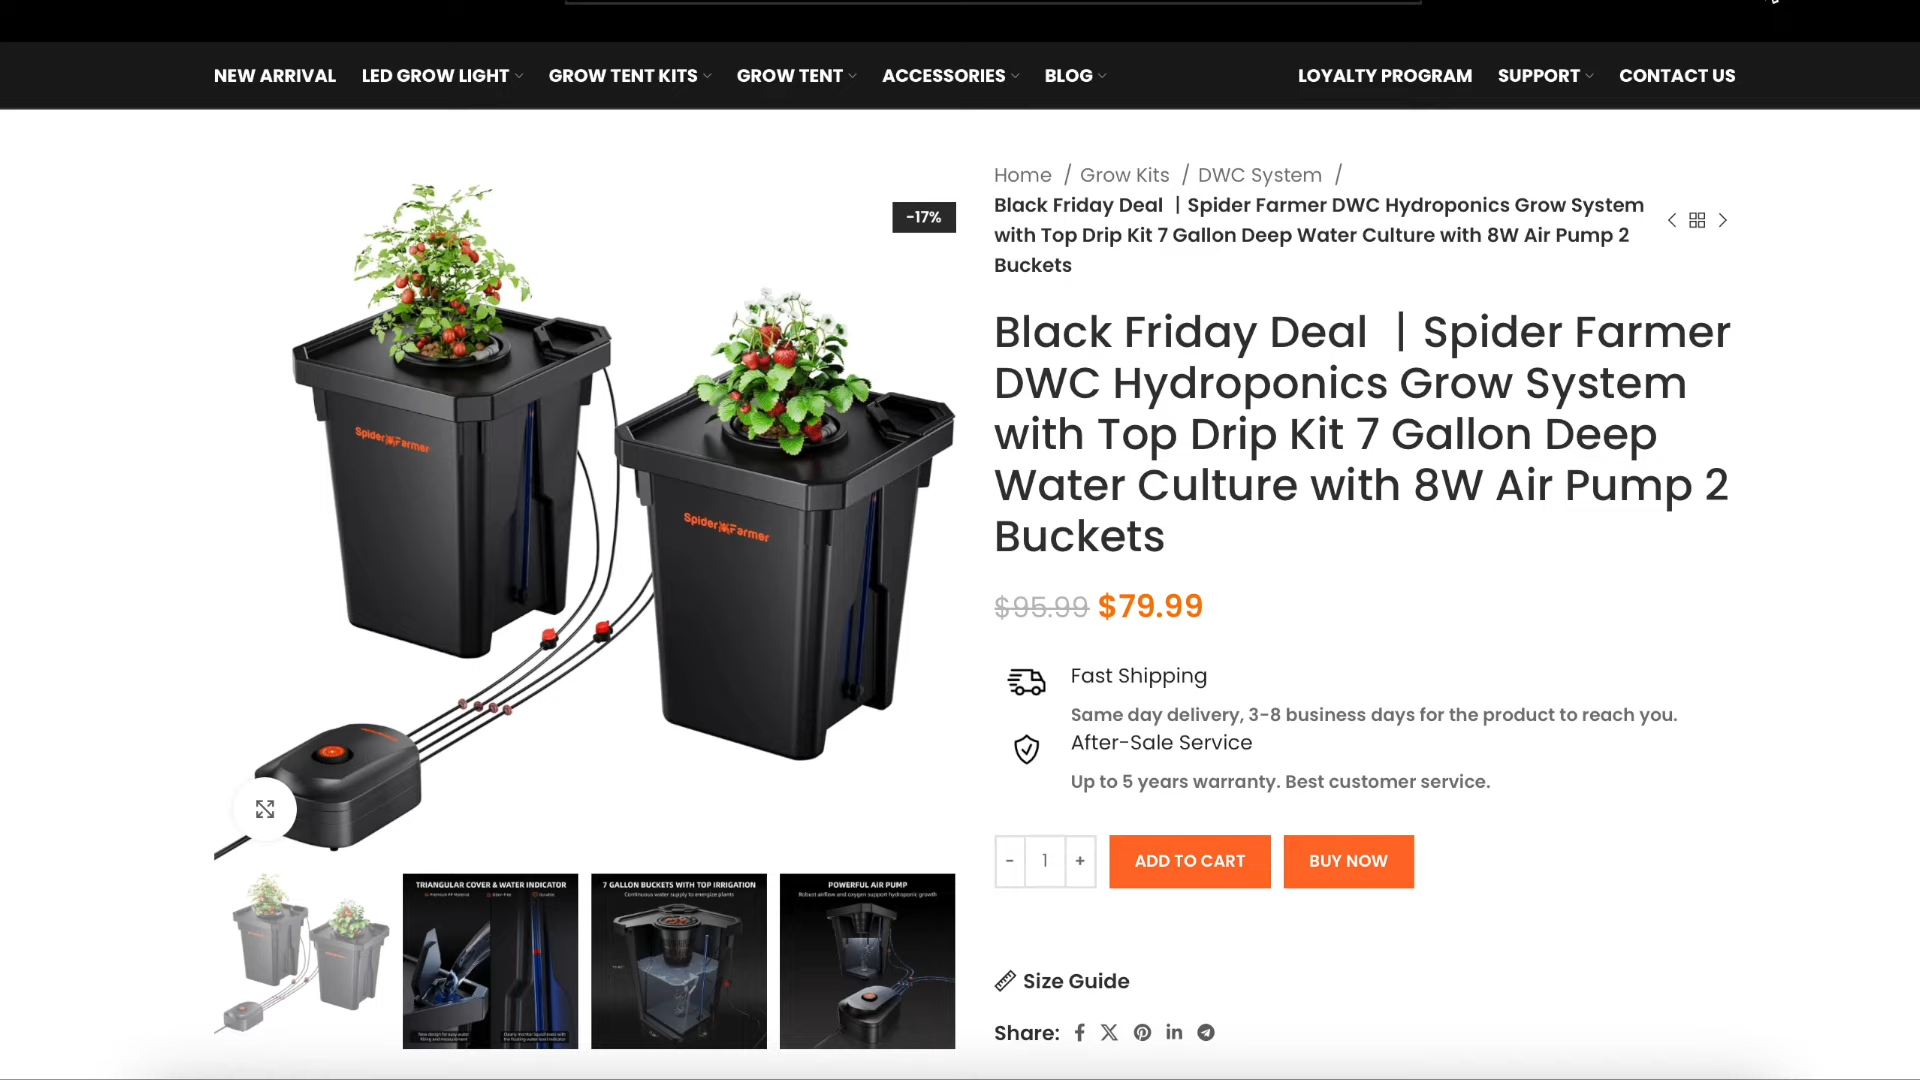 NEW ARRIVAL LED GROW LIGHT GROW TENT KITS GROW TENT ACCESSORIES BLOG LOYALTY PROGRAM SUPPORT CONTACT US
Home / Grow Kits / DWC System /
Black Friday Deal ｜Spider Farmer DWC Hydroponics Grow System
with Top Drip Kit 7 Gallon Deep Water Culture with 8W Air Pump 2
Buckets
-17%
Spider Farmer
Spider Farmer
Black Friday Deal ｜Spider Farmer
DWC Hydroponics Grow System
with Top Drip Kit 7 Gallon Deep
Water Culture with 8W Air Pump 2
Buckets
$95.99 $79.99
Fast Shipping
Same day delivery, 3-8 business days for the product to reach you.
After-Sale Service
Up to 5 years warranty. Best customer service.
- 1 + ADD TO CART BUY NOW
TRIANGULAR COVER & WATER INDICATOR
7 GALLON BUCKETS WITH TOP IRRIGATION
Continuous water supply to energize plants
POWERFUL AIR PUMP
Robust airflow and oxygen support hydroponic growth
Size Guide
Share: